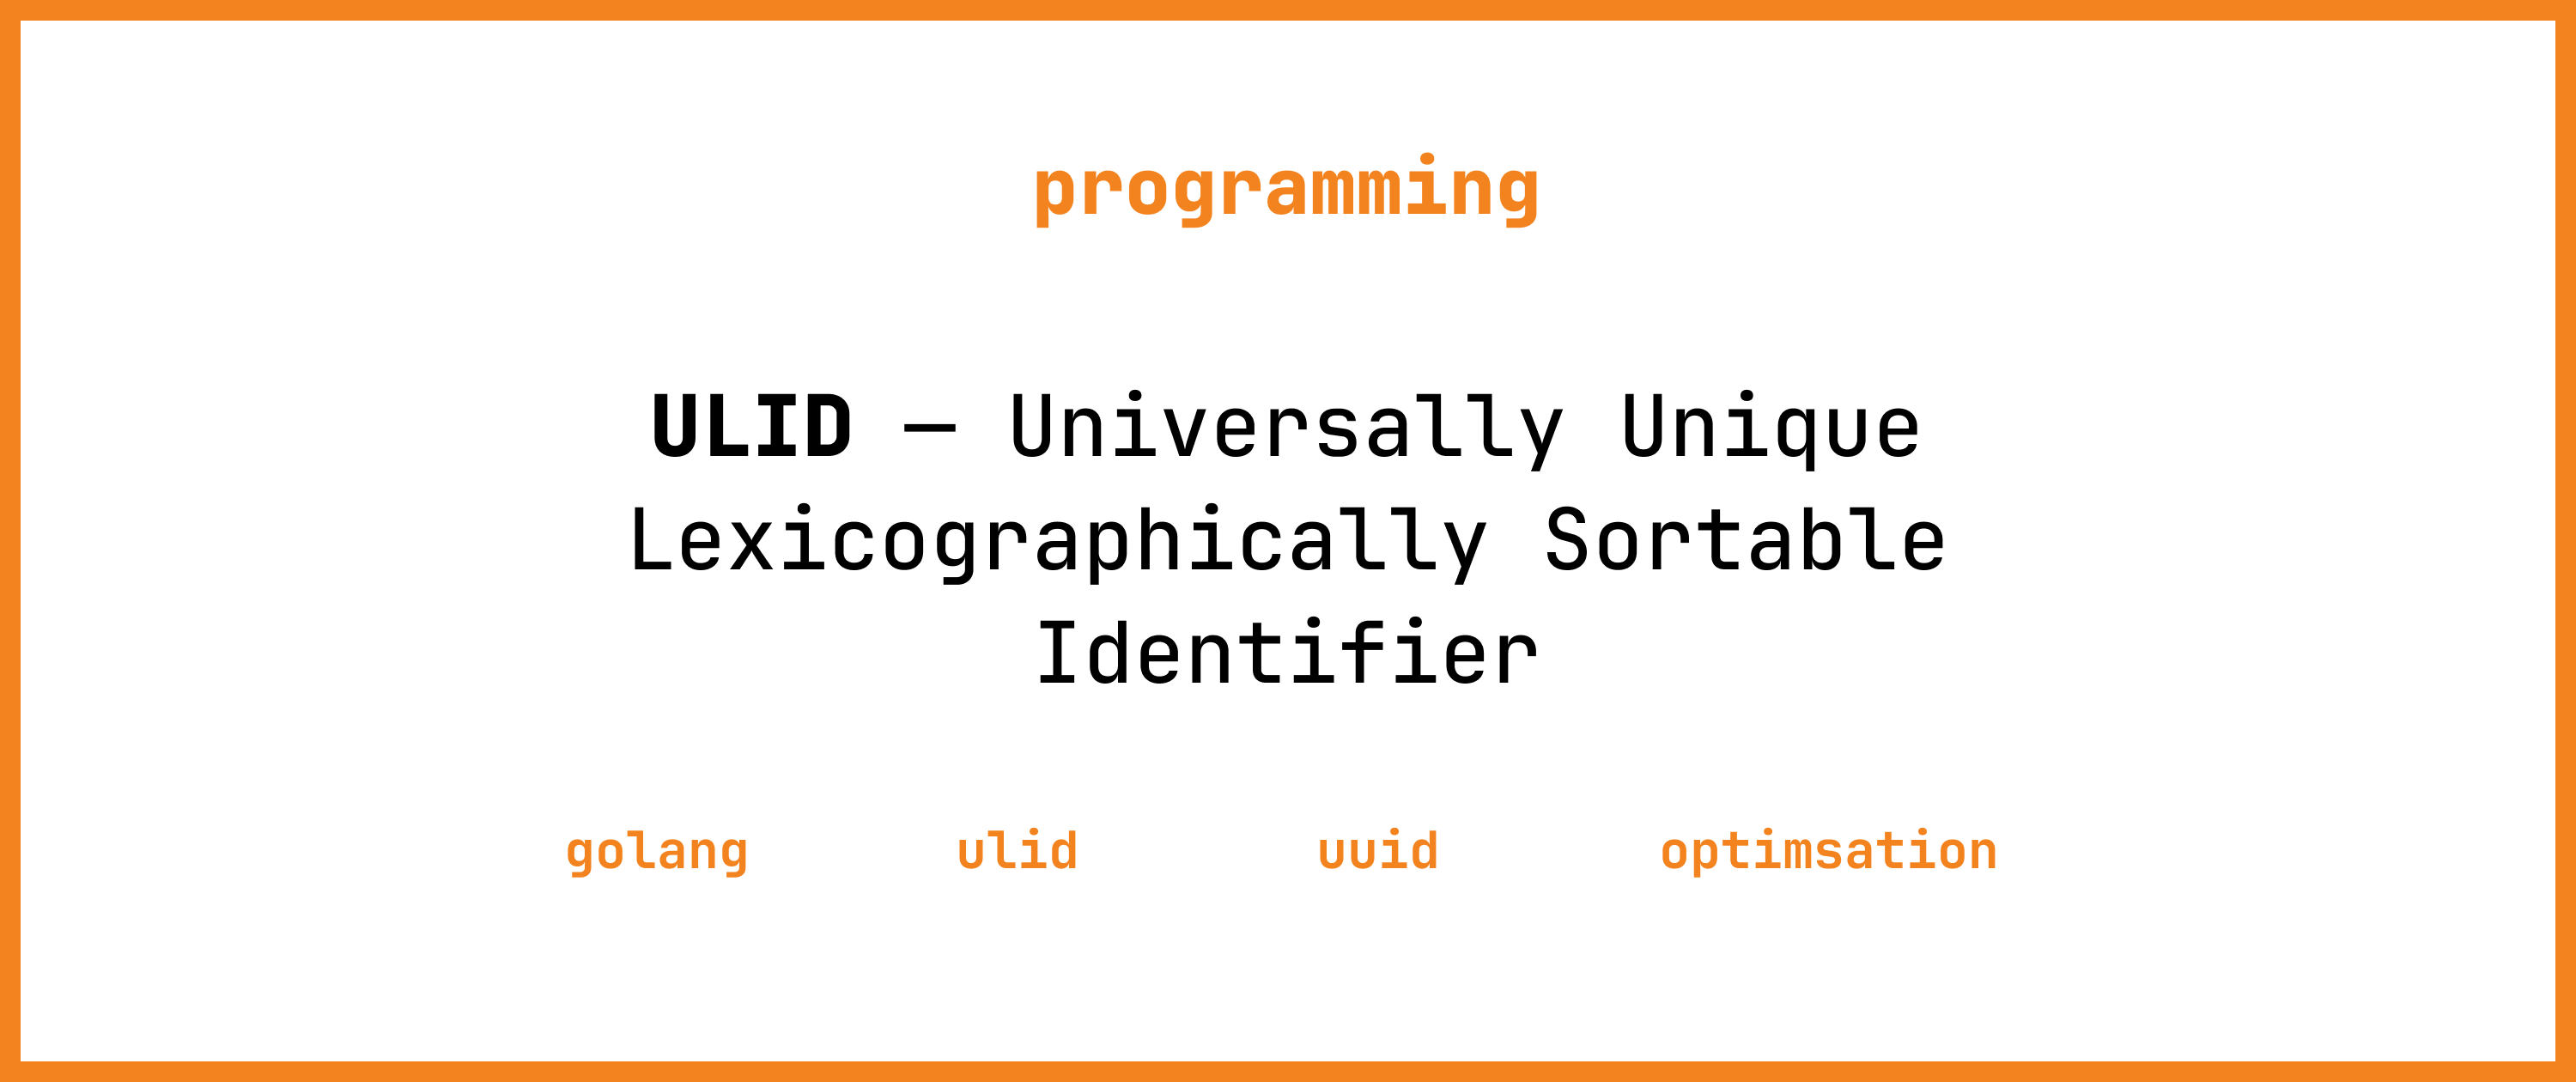 programming
ULID — Universally Unique
Lexicographically Sortable
Identifier
golang ulid uuid optimsation